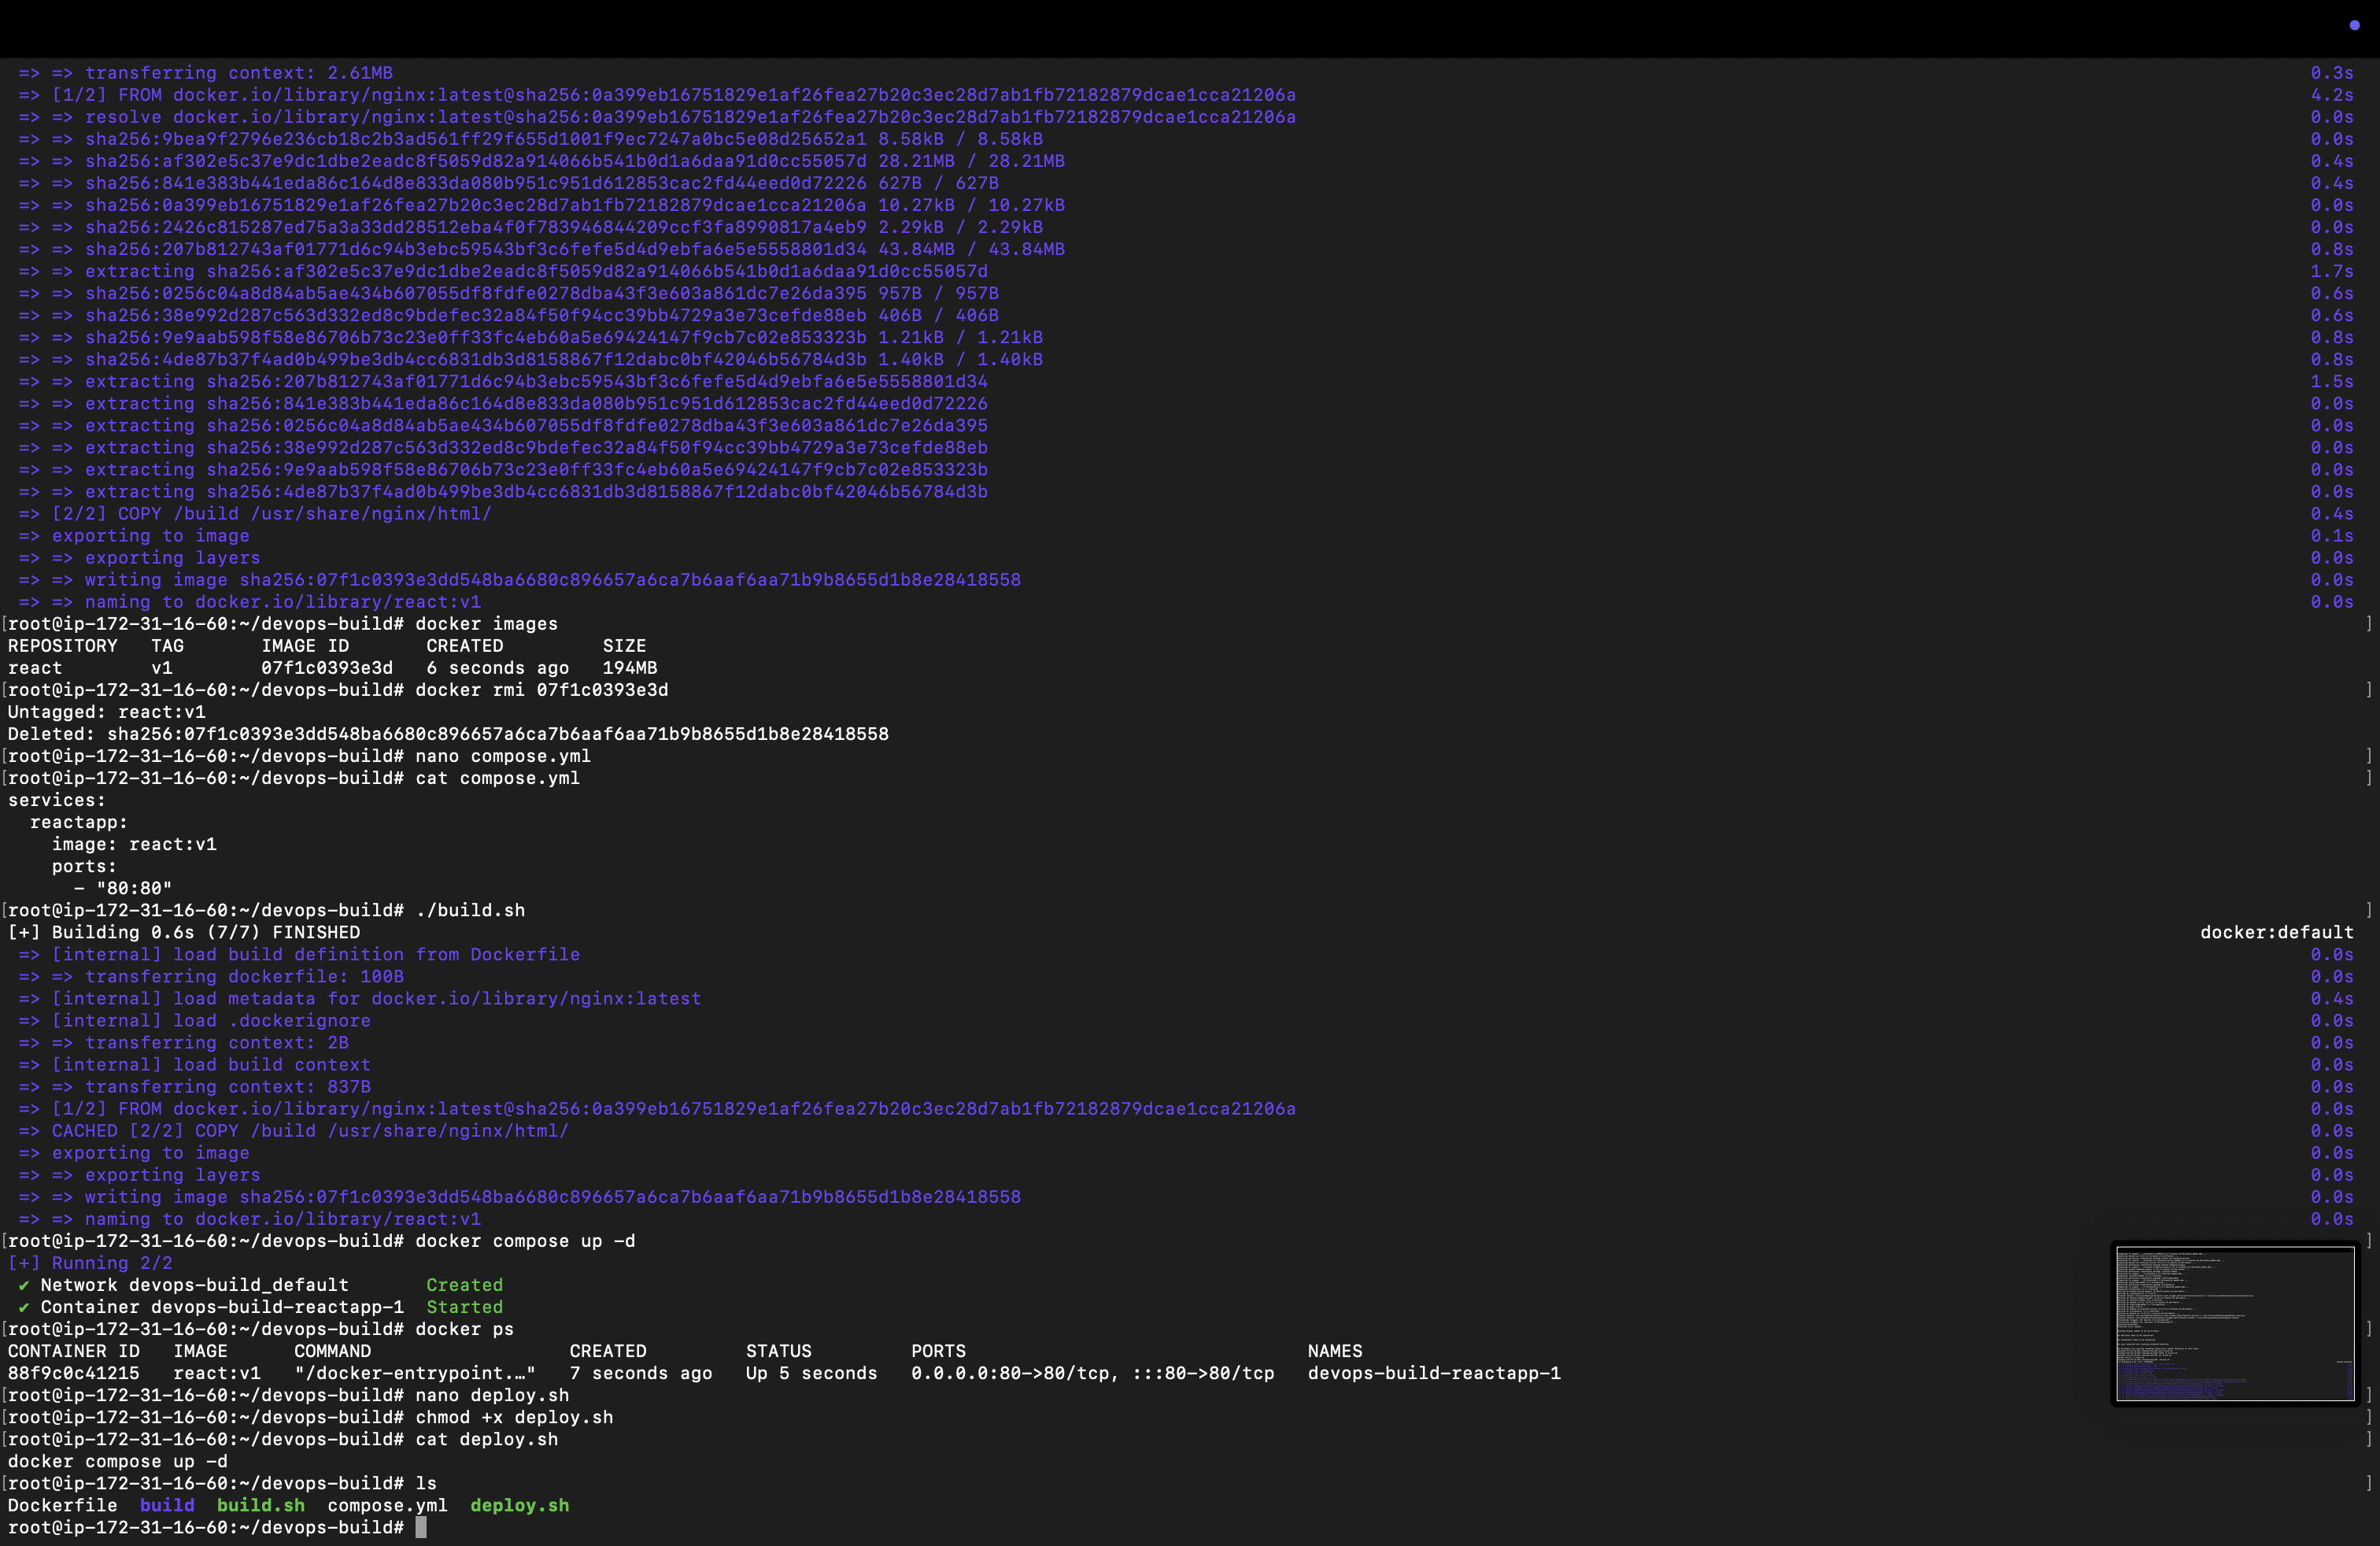 => => transferring context: 2.61MB 0.3s
=> [1/2] FROM docker.io/library/nginx:latest@sha256:0a399eb16751829e1af26fea27b20c3ec28d7ab1fb72182879dcae1cca21206a 4.2s
=> => resolve docker.io/library/nginx:latest@sha256:0a399eb16751829e1af26fea27b20c3ec28d7ab1fb72182879dcae1cca21206a 0.0s
=> => sha256:9bea9f2796e236cb18c2b3ad561ff29f655d1001f9ec7247a0bc5e08d25652a1 8.58kB / 8.58kB 0.0s
=> => sha256:af302e5c37e9dc1dbe2eadc8f5059d82a914066b541b0d1a6daa91d0cc55057d 28.21MB / 28.21MB 0.4s
=> => sha256:841e383b441eda86c164d8e833da080b951c951d612853cac2fd44eed0d72226 627B / 627B 0.4s
=> => sha256:0a399eb16751829e1af26fea27b20c3ec28d7ab1fb72182879dcae1cca21206a 10.27kB / 10.27kB 0.0s
=> => sha256:2426c815287ed75a3a33dd28512eba4f0f783946844209ccf3fa8990817a4eb9 2.29kB / 2.29kB 0.0s
=> => sha256:207b812743af01771d6c94b3ebc59543bf3c6fefe5d4d9ebfa6e5e5558801d34 43.84MB / 43.84MB 0.8s
=> => extracting sha256:af302e5c37e9dc1dbe2eadc8f5059d82a914066b541b0d1a6daa91d0cc55057d 1.7s
=> => sha256:0256c04a8d84ab5ae434b607055df8fdfe0278dba43f3e603a861dc7e26da395 957B / 957B 0.6s
=> => sha256:38e992d287c563d332ed8c9bdefec32a84f50f94cc39bb4729a3e73cefde88eb 406B / 406B 0.6s
=> => sha256:9e9aab598f58e86706b73c23e0ff33fc4eb60a5e69424147f9cb7c02e853323b 1.21kB / 1.21kB 0.8s
=> => sha256:4de87b37f4ad0b499be3db4cc6831db3d8158867f12dabc0bf42046b56784d3b 1.40kB / 1.40kB 0.8s
=> => extracting sha256:207b812743af01771d6c94b3ebc59543bf3c6fefe5d4d9ebfa6e5e5558801d34 1.5s
=> => extracting sha256:841e383b441eda86c164d8e833da080b951c951d612853cac2fd44eed0d72226 0.0s
=> => extracting sha256:0256c04a8d84ab5ae434b607055df8fdfe0278dba43f3e603a861dc7e26da395 0.0s
=> => extracting sha256:38e992d287c563d332ed8c9bdefec32a84f50f94cc39bb4729a3e73cefde88eb 0.0s
=> => extracting sha256:9e9aab598f58e86706b73c23e0ff33fc4eb60a5e69424147f9cb7c02e853323b 0.0s
=> => extracting sha256:4de87b37f4ad0b499be3db4cc6831db3d8158867f12dabc0bf42046b56784d3b 0.0s
=> [2/2] COPY /build /usr/share/nginx/html/ 0.4s
=> exporting to image 0.1s
=> => exporting layers 0.0s
=> => writing image sha256:07f1c0393e3dd548ba6680c896657a6ca7b6aaf6aa71b9b8655d1b8e28418558 0.0s
=> => naming to docker.io/library/react:v1 0.0s
[root@ip-172-31-16-60:~/devops-build# docker images ]
REPOSITORY TAG IMAGE ID CREATED SIZE
react v1 07f1c0393e3d 6 seconds ago 194MB
[root@ip-172-31-16-60:~/devops-build# docker rmi 07f1c0393e3d ]
Untagged: react:v1
Deleted: sha256:07f1c0393e3dd548ba6680c896657a6ca7b6aaf6aa71b9b8655d1b8e28418558
[root@ip-172-31-16-60:~/devops-build# nano compose.yml ]
[root@ip-172-31-16-60:~/devops-build# cat compose.yml ]
services:
  reactapp:
    image: react:v1
    ports:
      - "80:80"
[root@ip-172-31-16-60:~/devops-build# ./build.sh ]
[+] Building 0.6s (7/7) FINISHED docker:default
=> [internal] load build definition from Dockerfile 0.0s
=> => transferring dockerfile: 100B 0.0s
=> [internal] load metadata for docker.io/library/nginx:latest 0.4s
=> [internal] load .dockerignore 0.0s
=> => transferring context: 2B 0.0s
=> [internal] load build context 0.0s
=> => transferring context: 837B 0.0s
=> [1/2] FROM docker.io/library/nginx:latest@sha256:0a399eb16751829e1af26fea27b20c3ec28d7ab1fb72182879dcae1cca21206a 0.0s
=> CACHED [2/2] COPY /build /usr/share/nginx/html/ 0.0s
=> exporting to image 0.0s
=> => exporting layers 0.0s
=> => writing image sha256:07f1c0393e3dd548ba6680c896657a6ca7b6aaf6aa71b9b8655d1b8e28418558 0.0s
=> => naming to docker.io/library/react:v1 0.0s
[root@ip-172-31-16-60:~/devops-build# docker compose up -d ]
[+] Running 2/2
✔ Network devops-build_default Created
✔ Container devops-build-reactapp-1 Started
[root@ip-172-31-16-60:~/devops-build# docker ps ]
CONTAINER ID IMAGE COMMAND CREATED STATUS PORTS NAMES
88f9c0c41215 react:v1 "/docker-entrypoint.…" 7 seconds ago Up 5 seconds 0.0.0.0:80->80/tcp, :::80->80/tcp devops-build-reactapp-1
[root@ip-172-31-16-60:~/devops-build# nano deploy.sh ]
[root@ip-172-31-16-60:~/devops-build# chmod +x deploy.sh ]
[root@ip-172-31-16-60:~/devops-build# cat deploy.sh ]
docker compose up -d
[root@ip-172-31-16-60:~/devops-build# ls ]
Dockerfile build build.sh compose.yml deploy.sh
root@ip-172-31-16-60:~/devops-build#